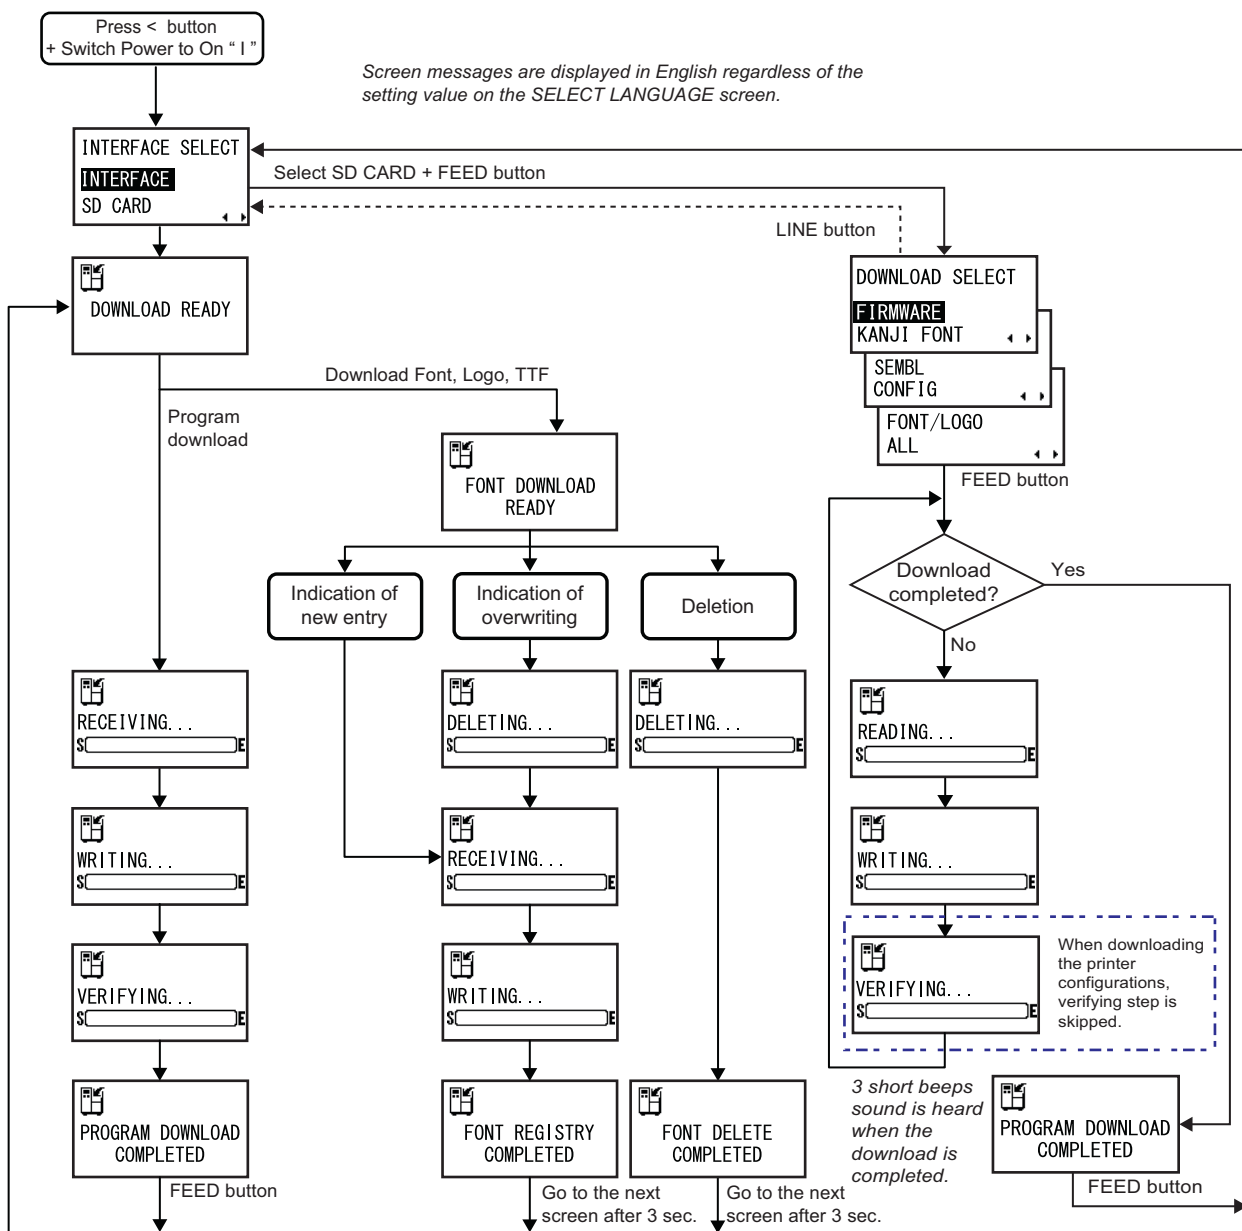 Press < button
+ Switch Power to On “ I ”
Screen messages are displayed in English regardless of the
setting value on the SELECT LANGUAGE screen.
INTERFACE SELECT
INTERFACE
SD CARD
Select SD CARD + FEED button
LINE button
DOWNLOAD READY
DOWNLOAD SELECT
FIRMWARE
KANJI FONT
SEMBL
CONFIG
FONT/LOGO
ALL
FEED button
Download Font, Logo, TTF
Program
download
FONT DOWNLOAD
READY
Indication of
new entry
Indication of
overwriting
Deletion
Download
completed?
Yes
No
RECEIVING...
S E
DELETING...
S E
DELETING...
S E
READING...
S E
WRITING...
S E
RECEIVING...
S E
WRITING...
S E
VERIFYING...
S E
WRITING...
S E
VERIFYING...
S E
When downloading
the printer
configurations,
verifying step is
skipped.
3 short beeps
sound is heard
when the
download is
completed.
PROGRAM DOWNLOAD
COMPLETED
FONT REGISTRY
COMPLETED
FONT DELETE
COMPLETED
PROGRAM DOWNLOAD
COMPLETED
FEED button
Go to the next
screen after 3 sec.
Go to the next
screen after 3 sec.
FEED button